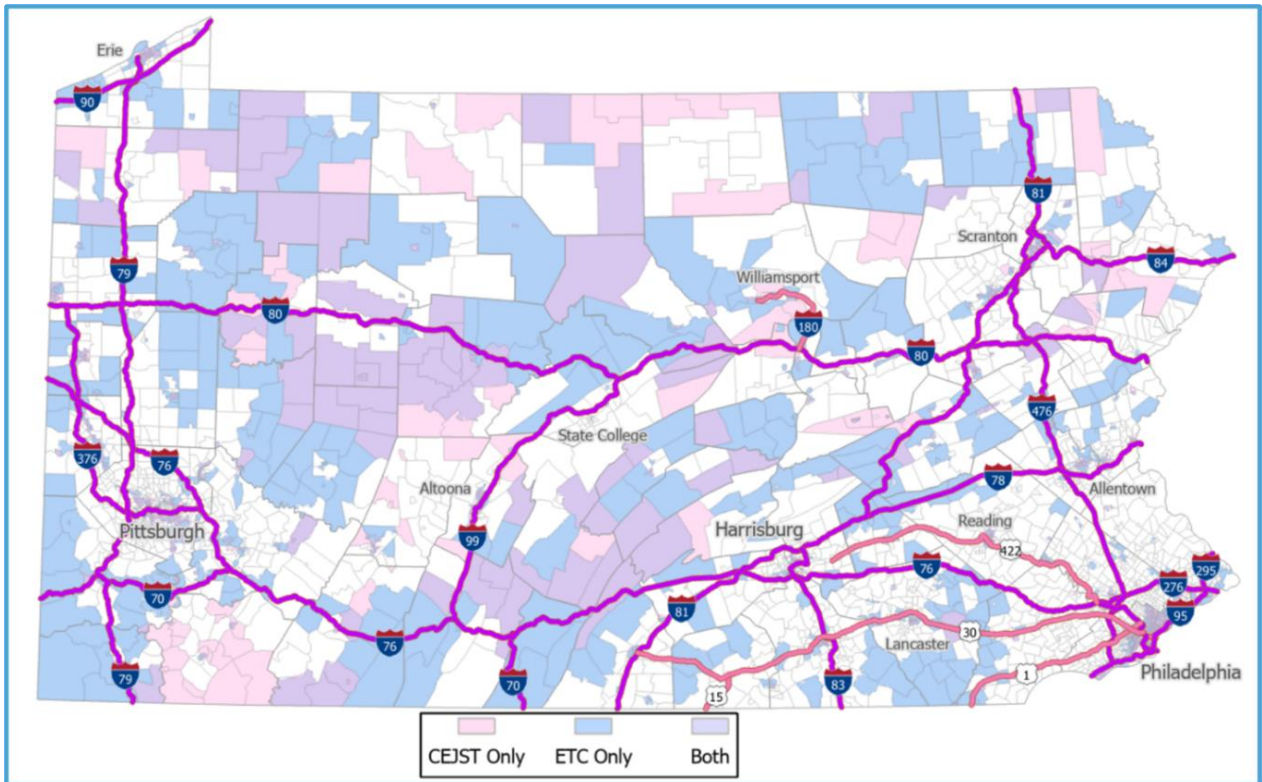 Erie
90
81
Scranton
84
79
Williamsport
80
180
80
476
State College
376
76
Altoona
78
Allentown
Pittsburgh
Harrisburg
Reading
99
422
76
295
276
70
81
95
30
76
Lancaster
1
Philadelphia
79
70
15
83
CEJST Only ETC Only Both